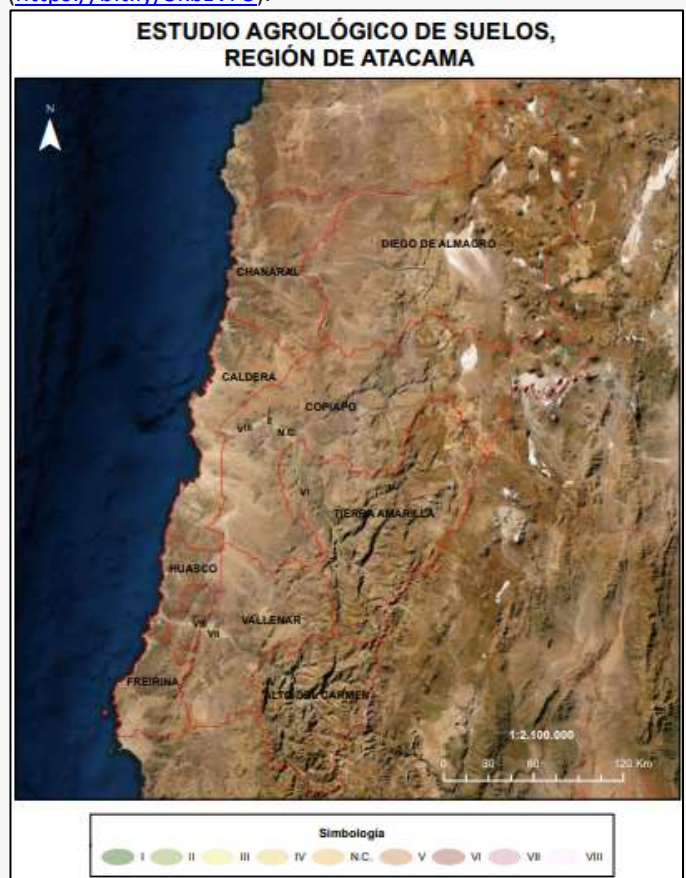 ESTUDIO AGROLÓGICO DE SUELOS,
REGIÓN DE ATACAMA
N
DIEGO DE ALMAGRO
CHAÑARAL
CALDERA
COPIAPO
N.C.
VI
TIERRA AMARILLA
HUASCO
VALLENAR
VII
VII
FREIRINA
ALTO DEL CARMEN
1:2.100.000
0 30 60 120 Km
Simbología
I II III IV N.C. V VI VII VIII